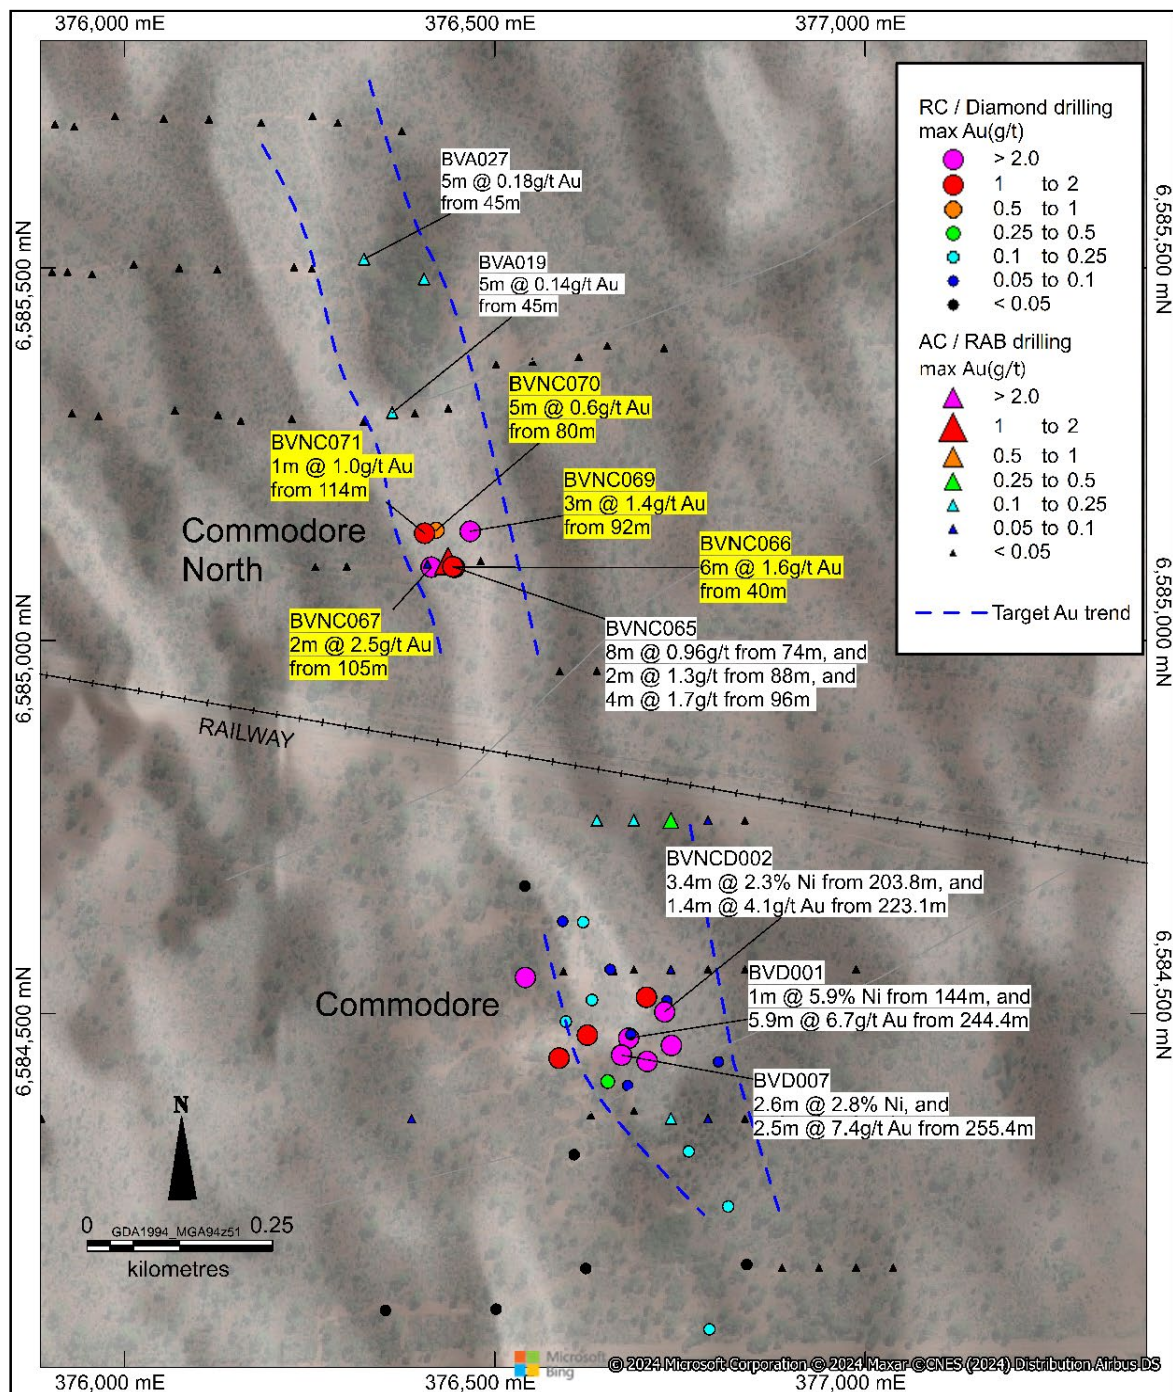 376,000 mE
376,500 mE
377,000 mE
RC / Diamond drilling
max Au(g/t)
> 2.0
1 to 2
0.5 to 1
0.25 to 0.5
0.1 to 0.25
0.05 to 0.1
< 0.05
AC / RAB drilling
max Au(g/t)
> 2.0
1 to 2
0.5 to 1
0.25 to 0.5
0.1 to 0.25
0.05 to 0.1
< 0.05
Target Au trend
BVA027
5m @ 0.18g/t Au
from 45m
6,585,500 mN
6,585,500 mN
BVA019
5m @ 0.14g/t Au
from 45m
BVNC070
5m @ 0.6g/t Au
from 80m
BVNC071
1m @ 1.0g/t Au
from 114m
BVNC069
3m @ 1.4g/t Au
from 92m
Commodore
North
BVNC066
6m @ 1.6g/t Au
from 40m
BVNC067
2m @ 2.5g/t Au
from 105m
BVNC065
8m @ 0.96g/t from 74m, and
2m @ 1.3g/t from 88m, and
4m @ 1.7g/t from 96m
6,585,000 mN
6,585,000 mN
RAILWAY
BVNCD002
3.4m @ 2.3% Ni from 203.8m, and
1.4m @ 4.1g/t Au from 223.1m
Commodore
BVD001
1m @ 5.9% Ni from 144m, and
5.9m @ 6.7g/t Au from 244.4m
6,584,500 mN
6,584,500 mN
BVD007
2.6m @ 2.8% Ni, and
2.5m @ 7.4g/t Au from 255.4m
N
0 GDA1994_MGA94z51 0.25
kilometres
Microsoft
Bing
© 2024 Microsoft Corporation © 2024 Maxar ©CNES (2024) Distribution Airbus DS
376,000 mE
376,500 mE
377,000 mE